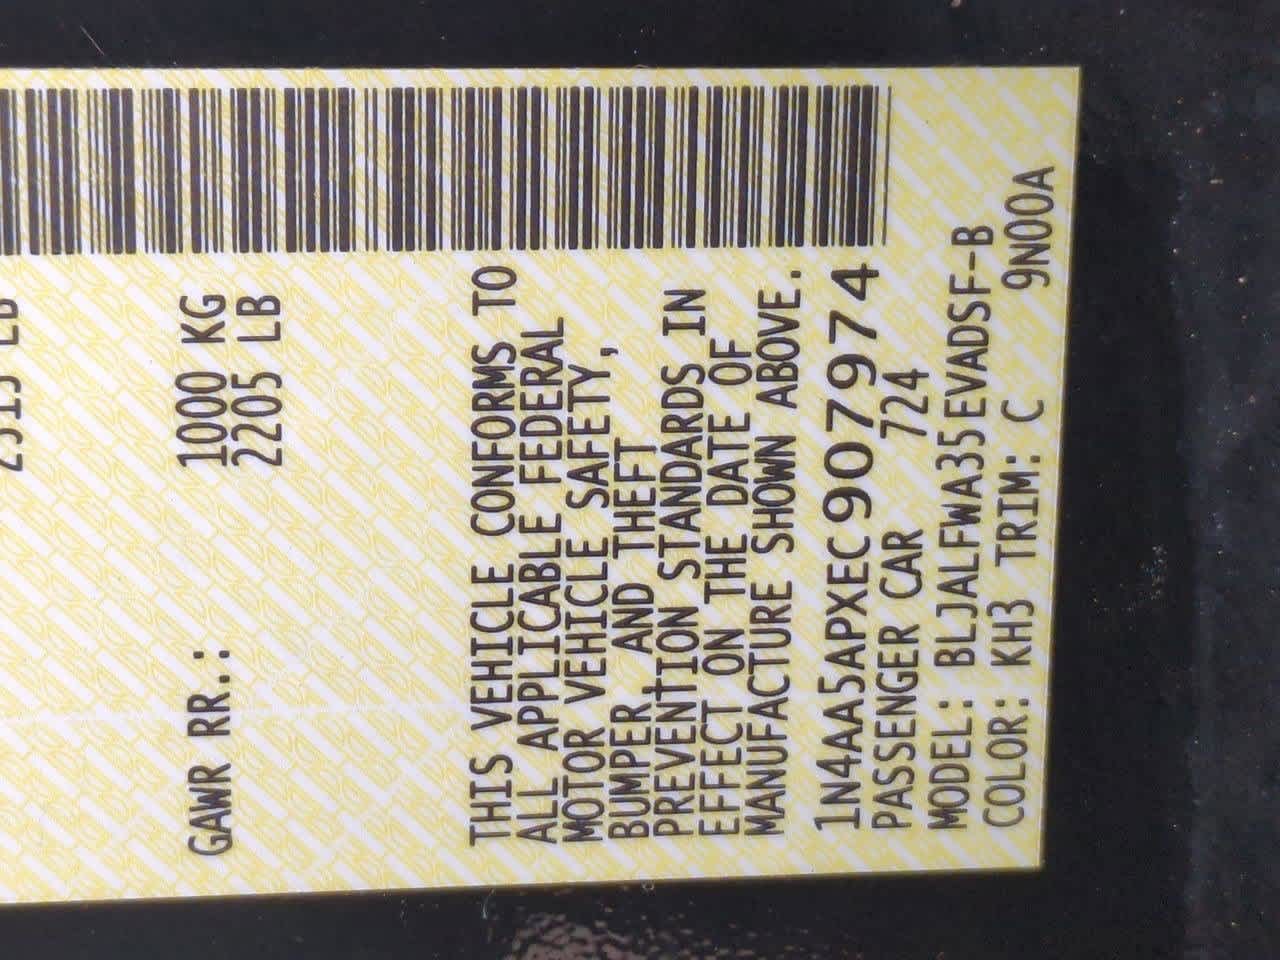 GAWR RR.: 1000 KG
2205 LB
THIS VEHICLE CONFORMS TO
ALL APPLICABLE FEDERAL
MOTOR VEHICLE SAFETY,
BUMPER, AND THEFT
PREVENTION STANDARDS IN
EFFECT ON THE DATE OF
MANUFACTURE SHOWN ABOVE.
1N4AA5APXEC907974
PASSENGER CAR 724
MODEL: BLJALFWA35EVADSF-B
COLOR: KH3 TRIM: C 9N00A